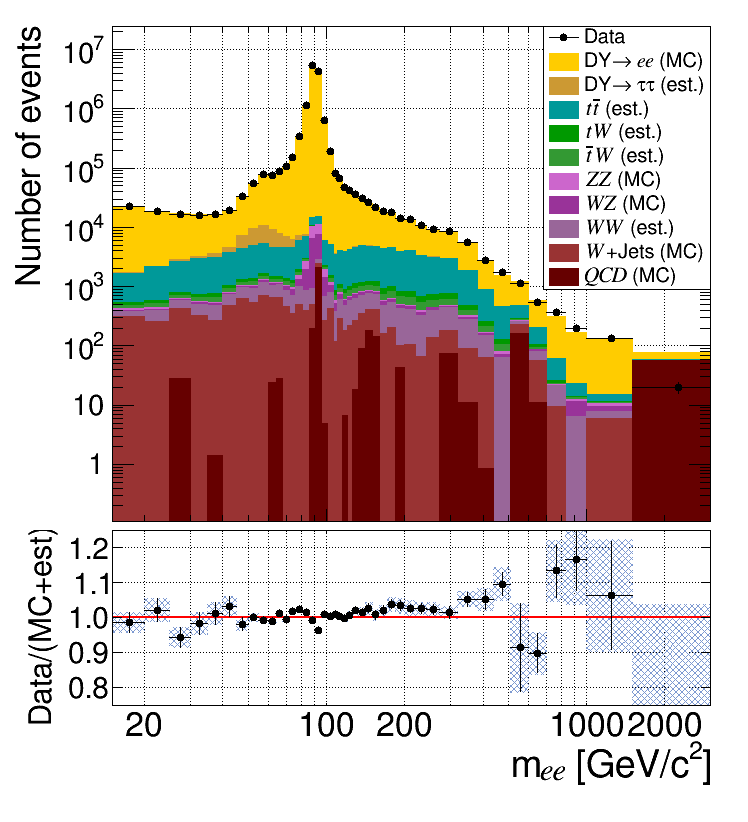 Number of events
10⁷
10⁶
10⁵
10⁴
10³
10²
10
1
Data
DY→ ee (MC)
DY→ ττ (est.)
tt̅ (est.)
tW (est.)
t̅W (est.)
ZZ (MC)
WZ (MC)
WW (est.)
W+Jets (MC)
QCD (MC)
Data/(MC+est)
1.2
1.1
1.0
0.9
0.8
20 100 200 1000 2000
mₑₑ [GeV/c²]